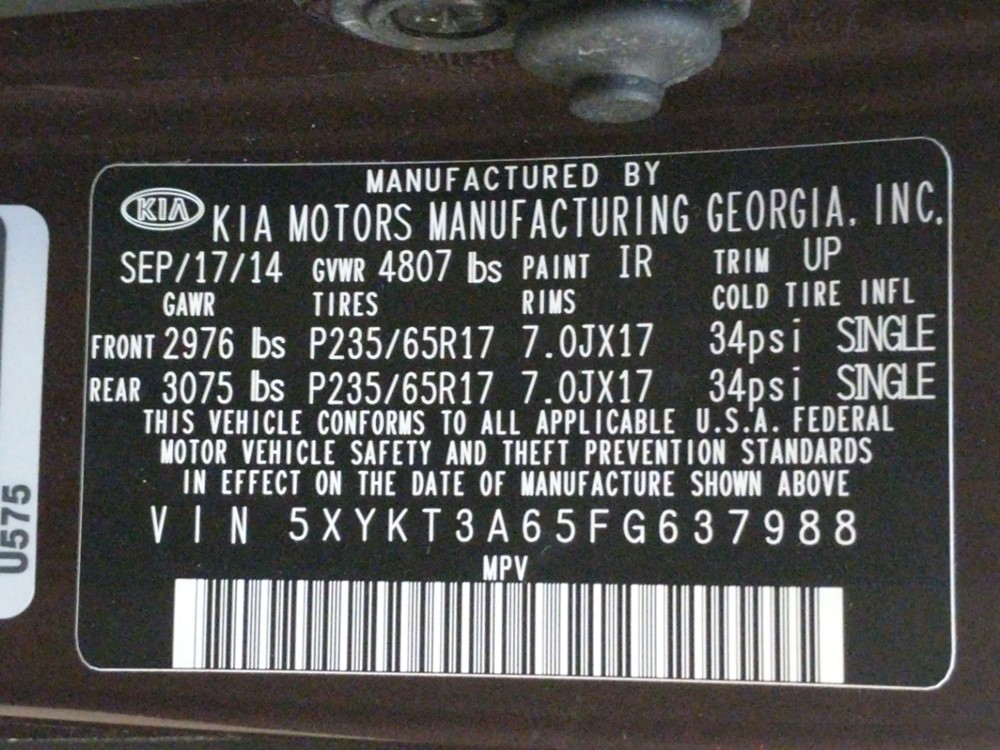 MANUFACTURED BY
KIA KIA MOTORS MANUFACTURING GEORGIA, INC.
SEP/17/14 GVWR 4807 lbs PAINT IR TRIM UP
GAWR TIRES RIMS COLD TIRE INFL
FRONT 2976 lbs P235/65R17 7.0JX17 34psi SINGLE
REAR 3075 lbs P235/65R17 7.0JX17 34psi SINGLE
THIS VEHICLE CONFORMS TO ALL APPLICABLE U.S.A. FEDERAL
MOTOR VEHICLE SAFETY AND THEFT PREVENTION STANDARDS
IN EFFECT ON THE DATE OF MANUFACTURE SHOWN ABOVE
VIN 5XYKT3A65FG637988
MPV
U575